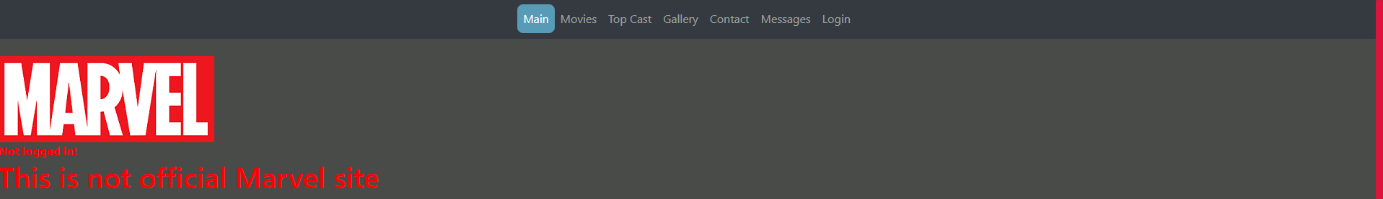 Main Movies Top Cast Gallery Contact Messages Login
MARVEL
Not logged in!
This is not official Marvel site